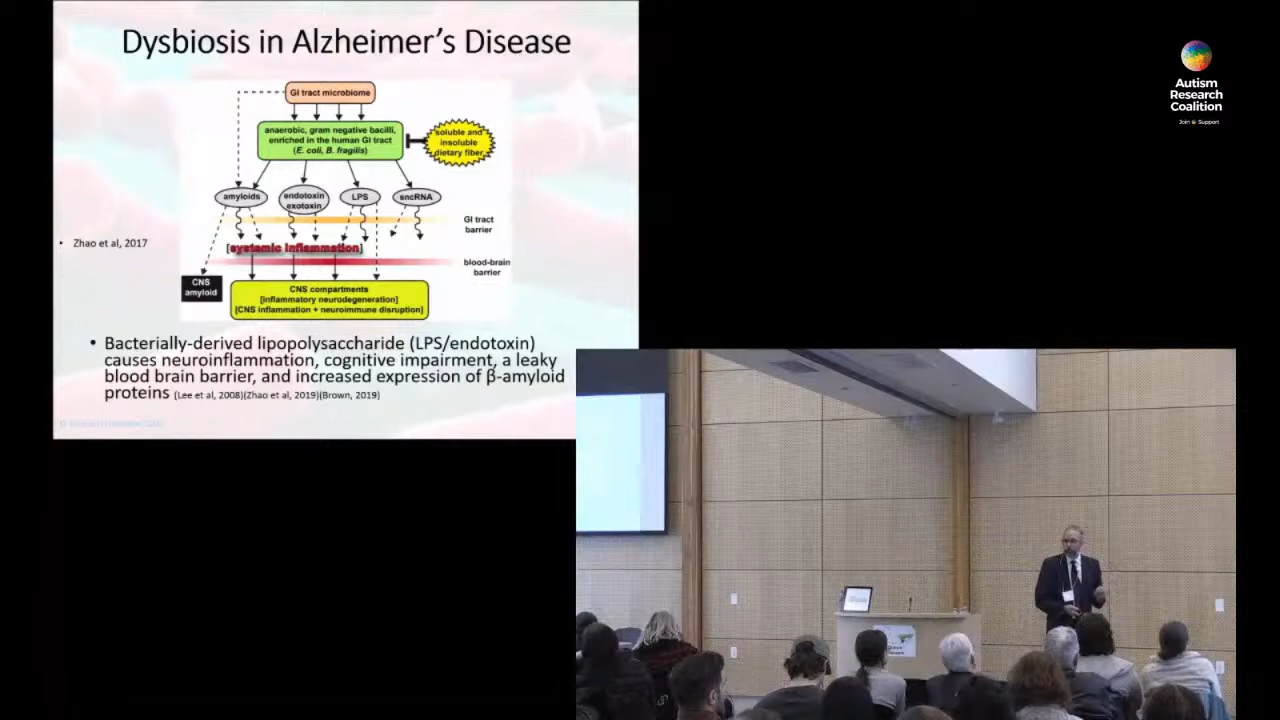 Dysbiosis in Alzheimer's Disease
GI tract microbiome
anaerobic, gram negative bacilli,
enriched in the human GI tract
(E. coli, B. fragilis)
soluble and
insoluble
dietary fiber
amyloids
endotoxin
exotoxin
LPS
sncRNA
GI tract
barrier
• Zhao et al, 2017
[systemic inflammation]
blood-brain
barrier
CNS
amyloid
CNS compartments
[inflammatory neurodegeneration]
[CNS inflammation + neuroimmune disruption]
• Bacterially-derived lipopolysaccharide (LPS/endotoxin)
causes neuroinflammation, cognitive impairment, a leaky
blood brain barrier, and increased expression of β-amyloid
proteins (Lee et al, 2008)(Zhao et al, 2019)(Brown, 2019)
Autism
Research
Coalition
Join & Support